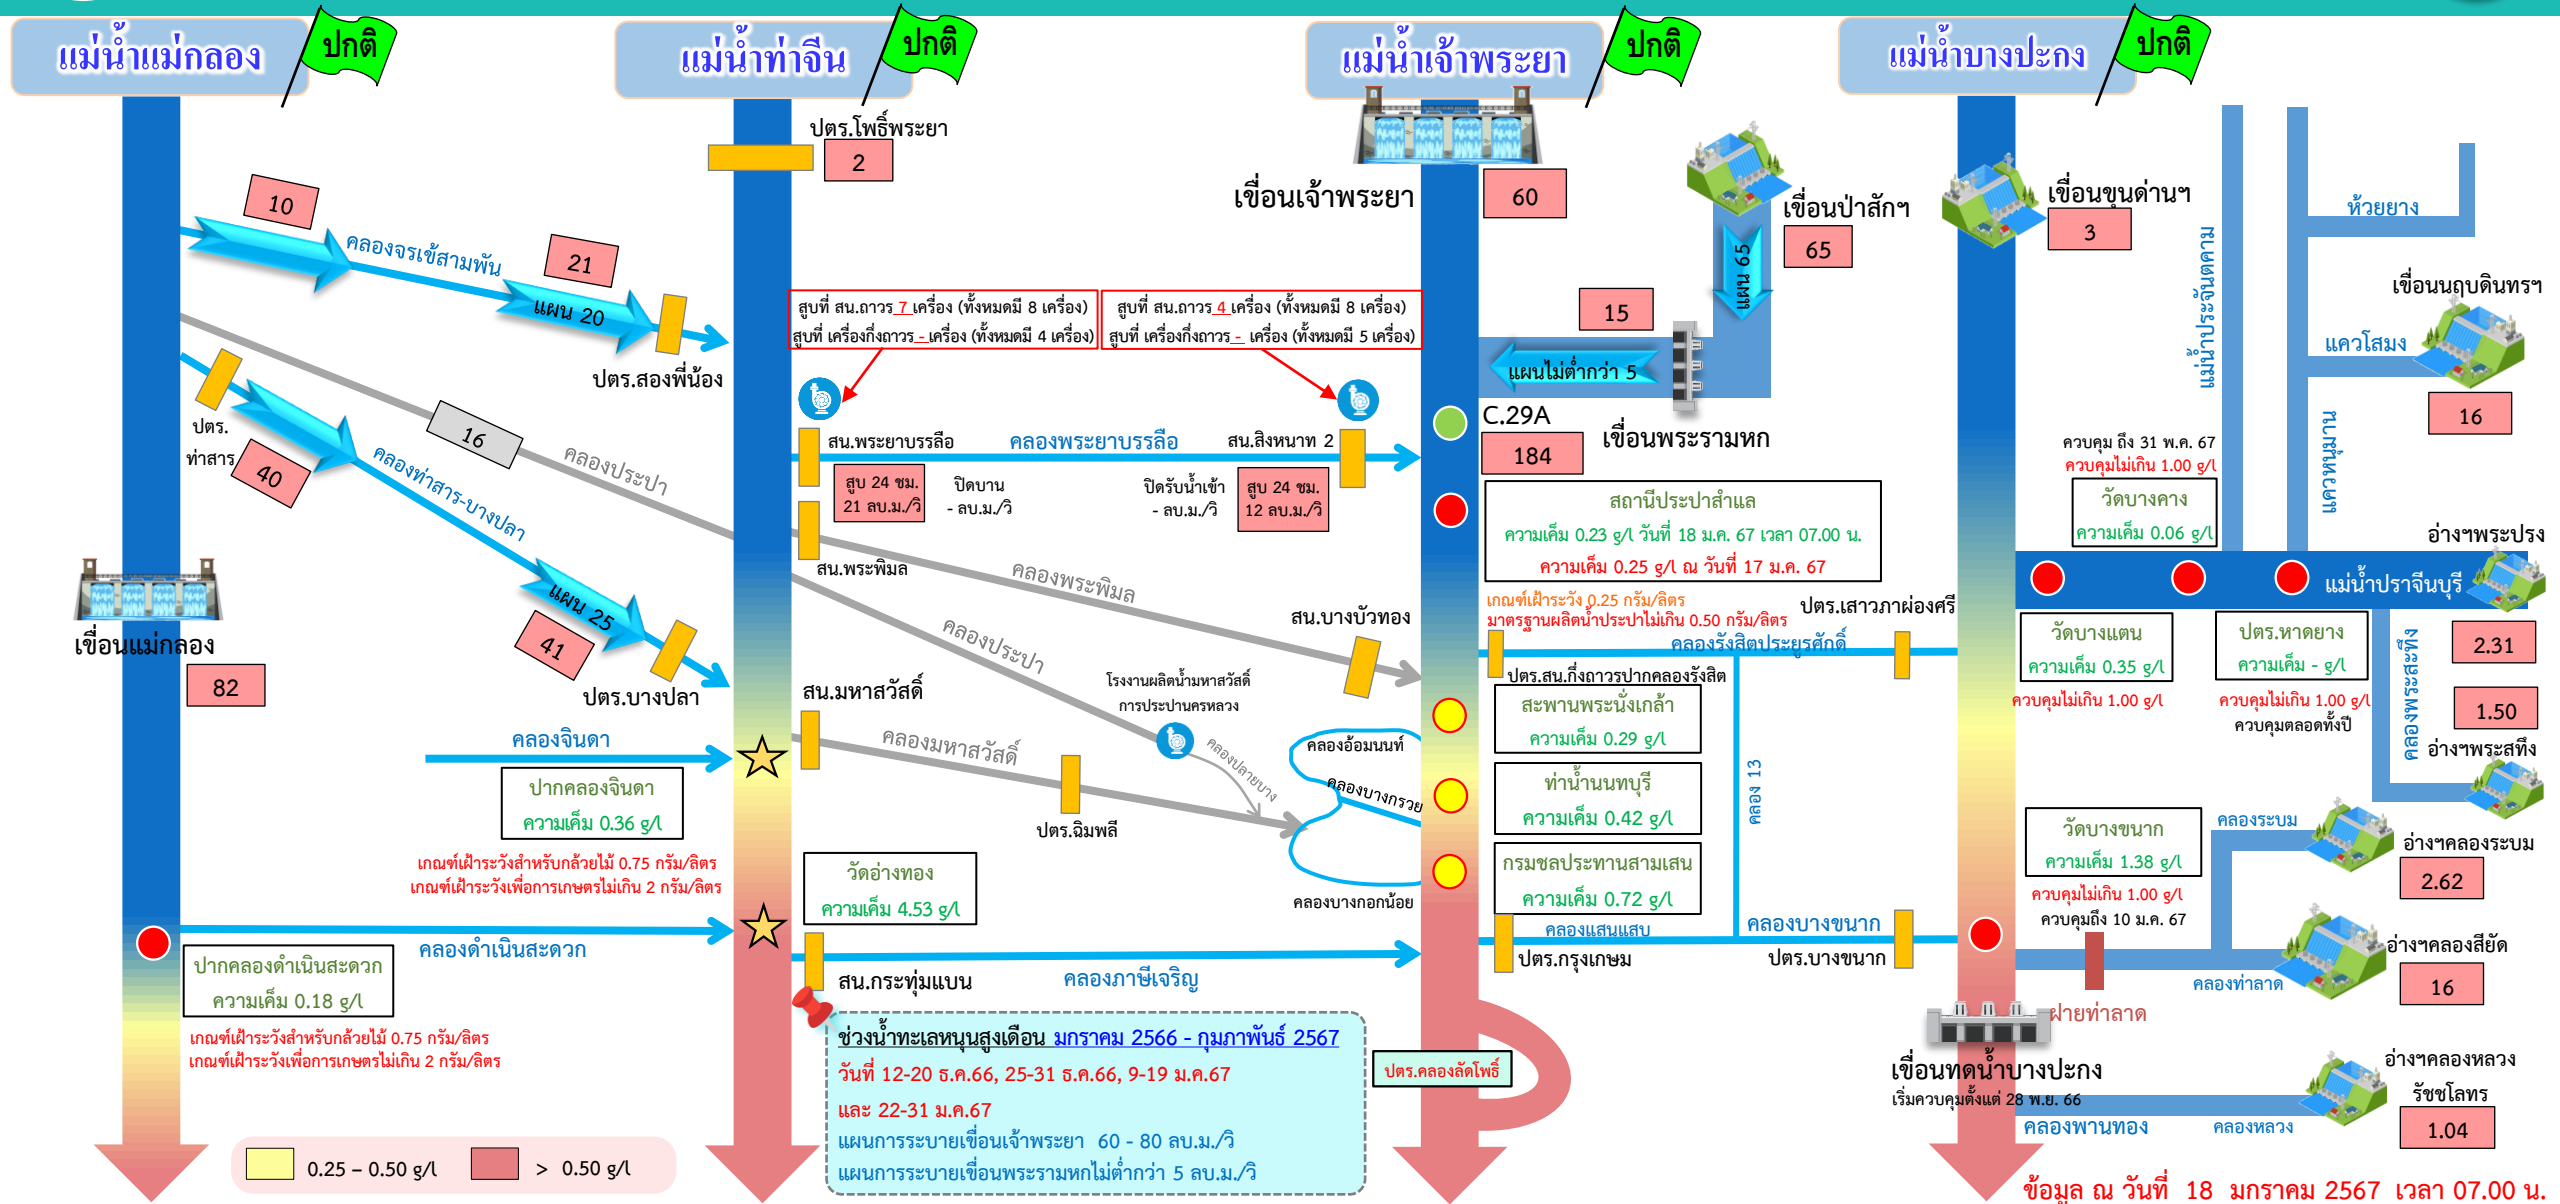 แม่น้ำแม่กลอง
ปกติ
แม่น้ำท่าจีน
ปกติ
แม่น้ำเจ้าพระยา
ปกติ
แม่น้ำบางปะกง
ปกติ
ปตร.โพธิ์พระยา
2
เขื่อนเจ้าพระยา
60
เขื่อนป่าสักฯ
65
แผน 65
15
แผนไม่ต่ำกว่า 5
เขื่อนพระรามหก
C.29A
184
เขื่อนขุนด่านฯ
3
แม่น้ำประจันตคาม
ห้วยยาง
เขื่อนนฤบดินทรฯ
แควโสมง
16
แควหนุมาน
10
คลองจรเข้สามพัน
21
แผน 20
ปตร.สองพี่น้อง
ปตร.
ท่าสาร
40
16
คลองประปา
คลองท่าสาร-บางปลา
แผน 25
41
ปตร.บางปลา
เขื่อนแม่กลอง
82
สูบที่ สน.ถาวร 7 เครื่อง (ทั้งหมดมี 8 เครื่อง)
สูบที่ เครื่องกึ่งถาวร - เครื่อง (ทั้งหมดมี 4 เครื่อง)
สูบที่ สน.ถาวร 4 เครื่อง (ทั้งหมดมี 8 เครื่อง)
สูบที่ เครื่องกึ่งถาวร - เครื่อง (ทั้งหมดมี 5 เครื่อง)
สน.พระยาบรรลือ
คลองพระยาบรรลือ
สน.สิงหนาท 2
สูบ 24 ชม.
21 ลบ.ม./วิ
ปิดบาน
- ลบ.ม./วิ
ปิดรับน้ำเข้า
- ลบ.ม./วิ
สูบ 24 ชม.
12 ลบ.ม./วิ
สน.พระพิมล
คลองพระพิมล
สน.บางบัวทอง
คลองประปา
สถานีประปาสำแล
ความเค็ม 0.23 g/l วันที่ 18 ม.ค. 67 เวลา 07.00 น.
ความเค็ม 0.25 g/l ณ วันที่ 17 ม.ค. 67
เกณฑ์เฝ้าระวัง 0.25 กรัม/ลิตร
มาตรฐานผลิตน้ำประปาไม่เกิน 0.50 กรัม/ลิตร
ปตร.เสาวภาผ่องศรี
คลองรังสิตประยูรศักดิ์
ปตร.สน.กึ่งถาวรปากคลองรังสิต
ควบคุม ถึง 31 พ.ค. 67
ควบคุมไม่เกิน 1.00 g/l
วัดบางคาง
ความเค็ม 0.06 g/l
แม่น้ำปราจีนบุรี
อ่างฯพระปรง
2.31
วัดบางแตน
ความเค็ม 0.35 g/l
ควบคุมไม่เกิน 1.00 g/l
ปตร.หาดยาง
ความเค็ม - g/l
ควบคุมไม่เกิน 1.00 g/l
ควบคุมตลอดทั้งปี
คลองพระสะทึง
1.50
อ่างฯพระสทึง
สน.มหาสวัสดิ์
คลองมหาสวัสดิ์
ปตร.ฉิมพลี
โรงงานผลิตน้ำมหาสวัสดิ์
การประปานครหลวง
คลองปลายบาง
คลองอ้อมนนท์
คลองบางกรวย
คลองบางกอกน้อย
สะพานพระนั่งเกล้า
ความเค็ม 0.29 g/l
ท่าน้ำนนทบุรี
ความเค็ม 0.42 g/l
กรมชลประทานสามเสน
ความเค็ม 0.72 g/l
คลอง 13
คลองจินดา
ปากคลองจินดา
ความเค็ม 0.36 g/l
เกณฑ์เฝ้าระวังสำหรับกล้วยไม้ 0.75 กรัม/ลิตร
เกณฑ์เฝ้าระวังเพื่อการเกษตรไม่เกิน 2 กรัม/ลิตร
วัดอ่างทอง
ความเค็ม 4.53 g/l
คลองดำเนินสะดวก
ปากคลองดำเนินสะดวก
ความเค็ม 0.18 g/l
เกณฑ์เฝ้าระวังสำหรับกล้วยไม้ 0.75 กรัม/ลิตร
เกณฑ์เฝ้าระวังเพื่อการเกษตรไม่เกิน 2 กรัม/ลิตร
สน.กระทุ่มแบน
คลองภาษีเจริญ
คลองแสนแสบ
ปตร.กรุงเกษม
คลองบางขนาก
ปตร.บางขนาก
วัดบางขนาก
ความเค็ม 1.38 g/l
ควบคุมไม่เกิน 1.00 g/l
ควบคุมถึง 10 ม.ค. 67
คลองระบม
อ่างฯคลองระบม
2.62
อ่างฯคลองสียัด
16
คลองท่าลาด
ฝายท่าลาด
เขื่อนทดน้ำบางปะกง
เริ่มควบคุมตั้งแต่ 28 พ.ย. 66
คลองพานทอง
คลองหลวง
อ่างฯคลองหลวง
รัชชโลทร
1.04
ช่วงน้ำทะเลหนุนสูงเดือน มกราคม 2566 - กุมภาพันธ์ 2567
วันที่ 12-20 ธ.ค.66, 25-31 ธ.ค.66, 9-19 ม.ค.67
และ 22-31 ม.ค.67
แผนการระบายเขื่อนเจ้าพระยา 60 - 80 ลบ.ม./วิ
แผนการระบายเขื่อนพระรามหกไม่ต่ำกว่า 5 ลบ.ม./วิ
ปตร.คลองลัดโพธิ์
0.25 – 0.50 g/l
> 0.50 g/l
ข้อมูล ณ วันที่ 18 มกราคม 2567 เวลา 07.00 น.